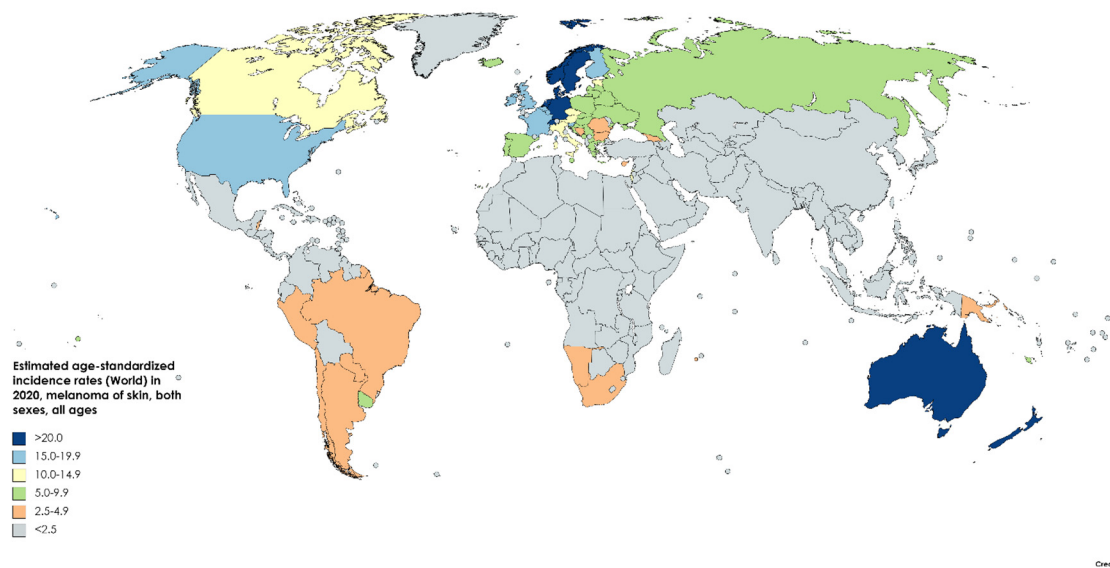 Estimated age-standardized
incidence rates (World) in
2020, melanoma of skin, both
sexes, all ages
>20.0
15.0-19.9
10.0-14.9
5.0-9.9
2.5-4.9
<2.5
Crea